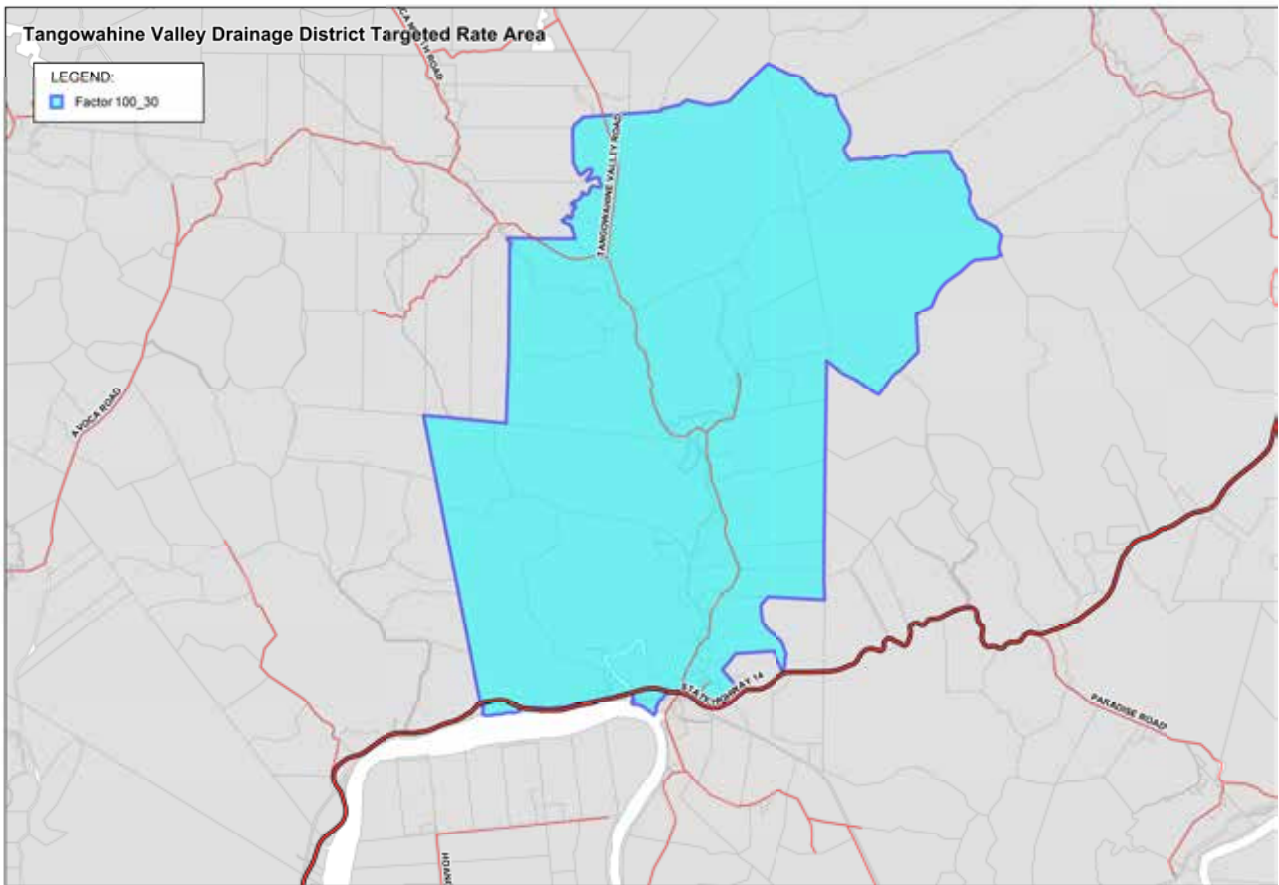 Tangowahine Valley Drainage District Targeted Rate Area
LEGEND:
Factor 100_30
ROAD
TANGOWAHINE VALLEY ROAD
AVOCA ROAD
STATE HIGHWAY 14
PARADISE ROAD